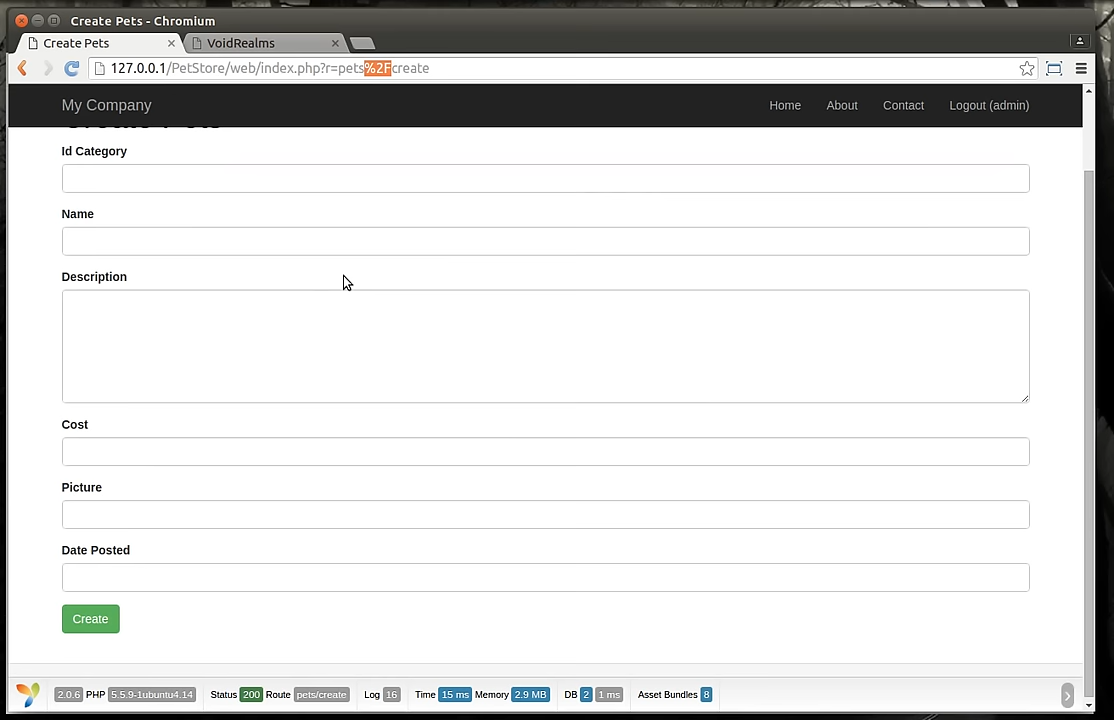 Create Pets - Chromium
Create Pets
VoidRealms
127.0.0.1/PetStore/web/index.php?r=pets%2Fcreate
My Company
Home About Contact Logout (admin)
Create Pets
Id Category
Name
Description
Cost
Picture
Date Posted
Create
2.0.6 PHP 5.5.9-1ubuntu4.14 Status 200 Route pets/create Log 16 Time 15 ms Memory 2.9 MB DB 2 1 ms Asset Bundles 8